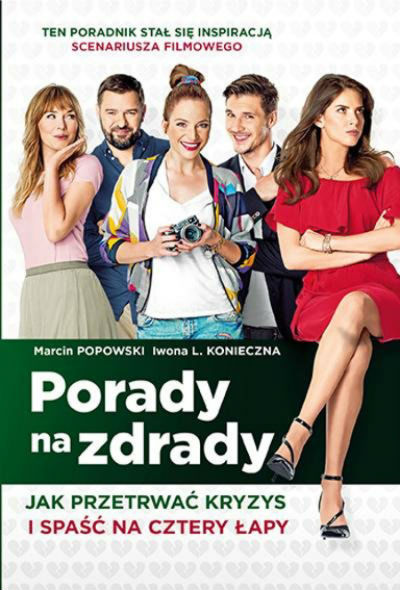 TEN PORADNIK STAŁ SIĘ INSPIRACJĄ
SCENARIUSZA FILMOWEGO
Marcin POPOWSKI Iwona L. KONIECZNA
Porady
na zdrady
JAK PRZETRWAĆ KRYZYS
I SPAŚĆ NA CZTERY ŁAPY